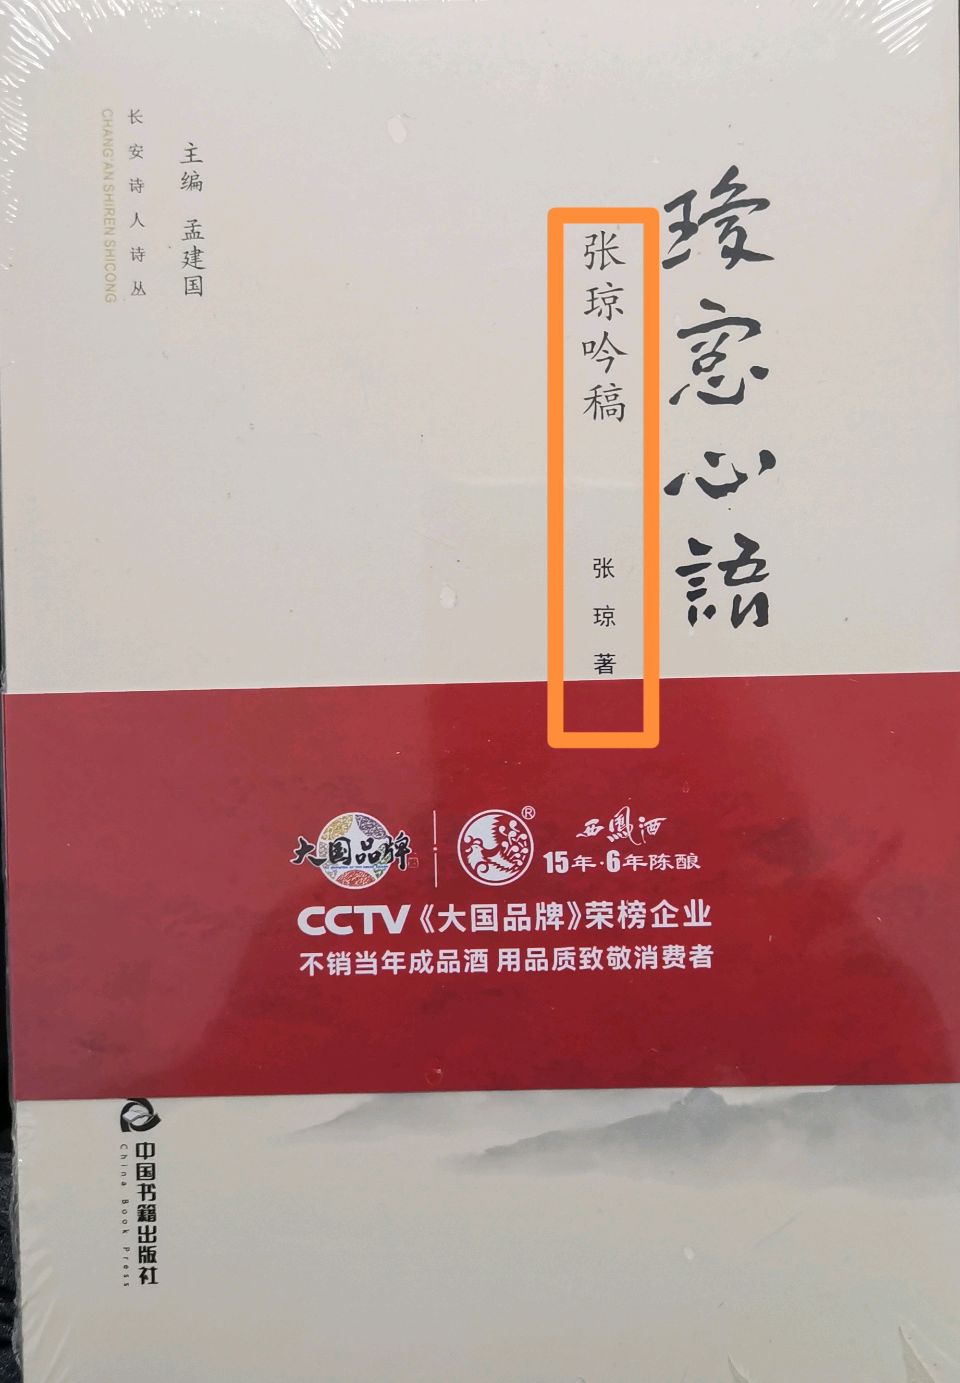 瓊窓心語
张琼吟稿
张琼 著
主编 孟建国
长安诗人诗丛
CHANG'AN SHIREN SHICONG
大国品牌
®
西鳳酒
15年·6年陈酿
CCTV《大国品牌》荣榜企业
不销当年成品酒 用品质致敬消费者
中国书籍出版社
China Book Press